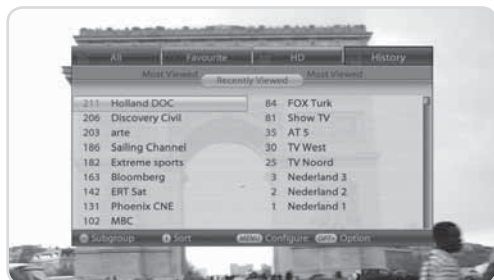 All Favourite HD History
Most Viewed Recently Viewed Most Viewed
211 Holland DOC
206 Discovery Civil
203 arte
186 Sailing Channel
182 Extreme sports
163 Bloomberg
142 ERT Sat
131 Phoenix CNE
102 MBC
84 FOX Turk
81 Show TV
35 AT 5
30 TV West
25 TV Noord
3 Nederland 3
2 Nederland 2
1 Nederland 1
Subgroup Sort MENU Configure OPT+ Option